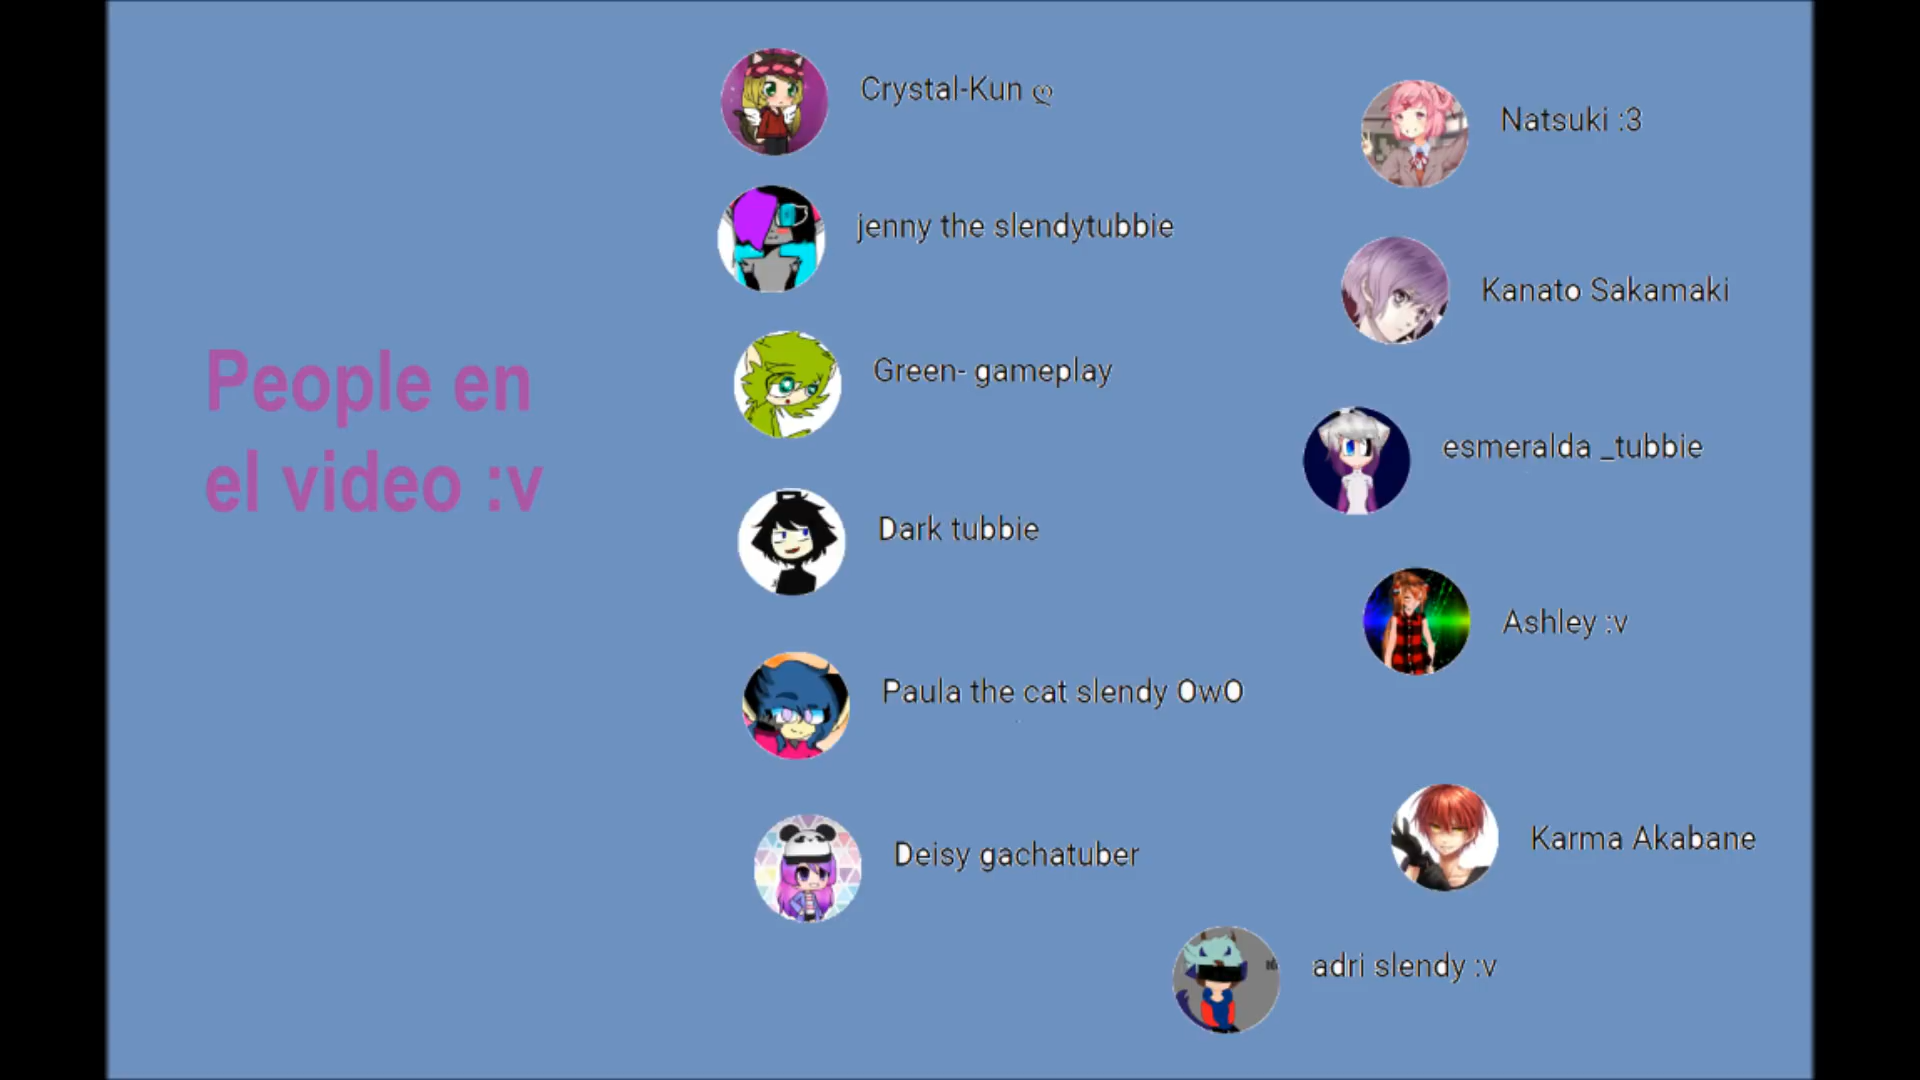 People en
el video :v
Crystal-Kun ღ
jenny the slendytubbie
Green- gameplay
Dark tubbie
Paula the cat slendy OwO
Deisy gachatuber
Natsuki :3
Kanato Sakamaki
esmeralda _tubbie
Ashley :v
Karma Akabane
adri slendy :v